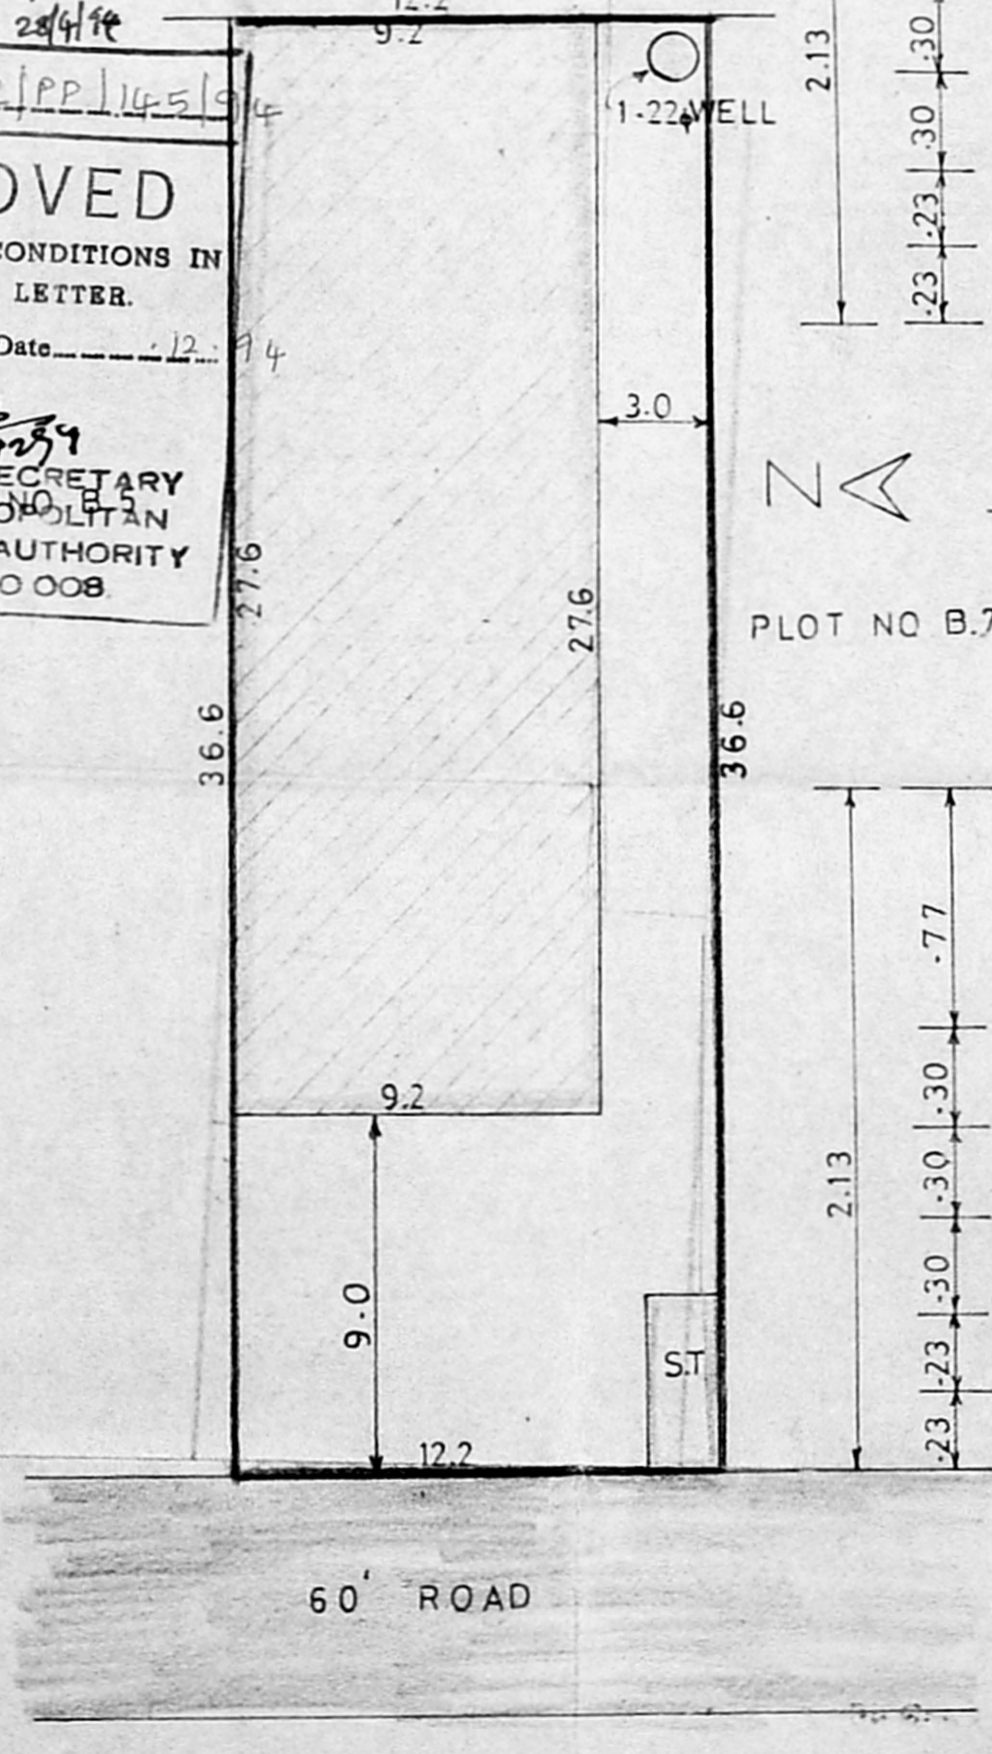 28/4/94
12.2
9.2
/PP/145/94
1.22φ WELL
OVED
CONDITIONS IN
LETTER.
Date 12. 94
ECRETARY
NO B.5
OPOLITAN
AUTHORITY
0 008
2.13
.30
.30
.23
.23
3.0
N
27.6
27.6
PLOT NO B.7
36.6
36.6
9.2
9.0
S.T
12.2
2.13
.77
.30
.30
.30
.23
.23
60' ROAD